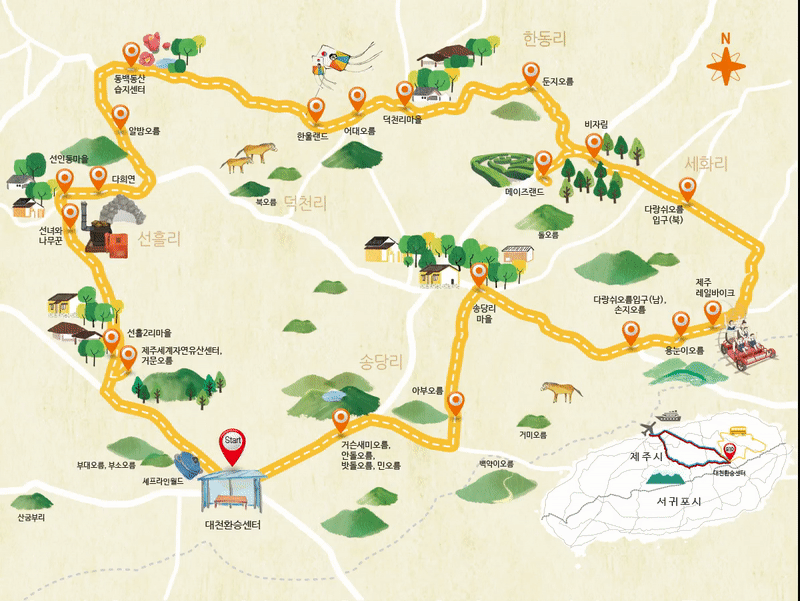 한동리
N
동백동산
습지센터
둔지오름
알밤오름
한울랜드
어대오름
덕천리마을
비자림
선인동마을
다희연
세화리
메이즈랜드
북오름
덕천리
다랑쉬오름
입구(북)
선녀와
나무꾼
선흘리
돌오름
송당리
마을
제주
레일바이크
다랑쉬오름입구(남),
손지오름
용눈이오름
선흘2리마을
제주세계자연유산센터,
거문오름
송당리
아부오름
거미오름
Start
거슨새미오름,
안돌오름,
밧돌오름, 민오름
부대오름, 부소오름
세프라인월드
백약이오름
산굼부리
대천환승센터
제주시
대천환승센터
서귀포시